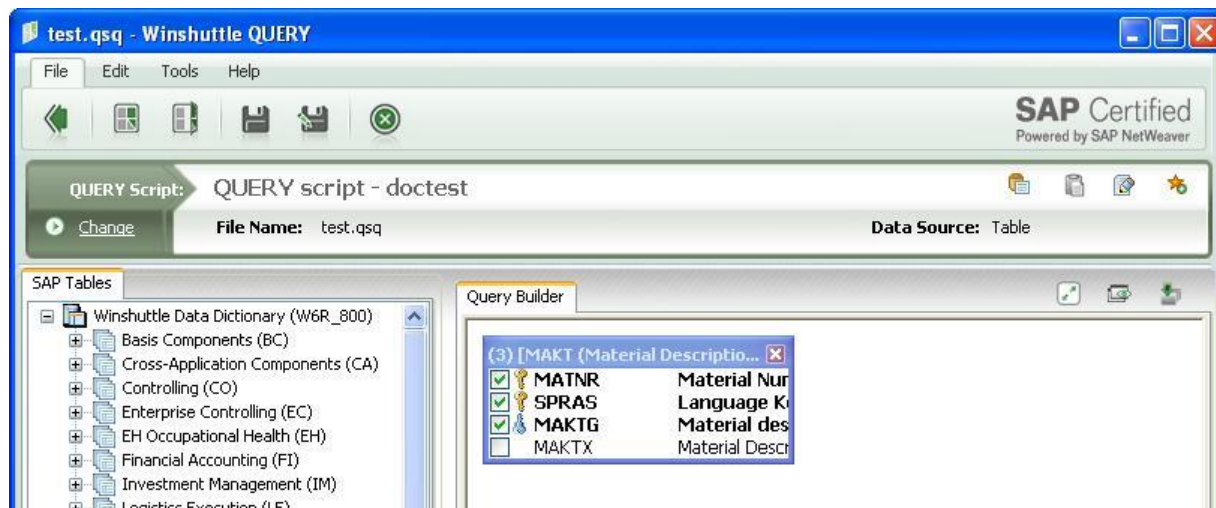 test.qsq - Winshuttle QUERY
File Edit Tools Help
SAP Certified
Powered by SAP NetWeaver
QUERY Script: QUERY script - doctest
Change File Name: test.qsq Data Source: Table
SAP Tables
Query Builder
Winshuttle Data Dictionary (W6R_800)
Basis Components (BC)
Cross-Application Components (CA)
Controlling (CO)
Enterprise Controlling (EC)
EH Occupational Health (EH)
Financial Accounting (FI)
Investment Management (IM)
Logistics Execution (LE)
(3) [MAKT (Material Descriptio...
MATNR Material Nur
SPRAS Language K
MAKTG Material des
MAKTX Material Descr